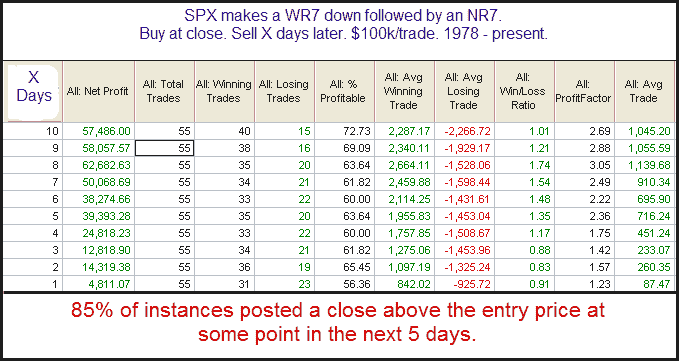 SPX makes a WR7 down followed by an NR7.
Buy at close. Sell X days later. $100k/trade. 1978 - present.
X Days All: Net Profit All: Total Trades All: Winning Trades All: Losing Trades All: % Profitable All: Avg Winning Trade All: Avg Losing Trade All: Win/Loss Ratio All: ProfitFactor All: Avg Trade
10 57,486.00 55 40 15 72.73 2,287.17 -2,266.72 1.01 2.69 1,045.20
9 58,057.57 55 38 16 69.09 2,340.11 -1,929.17 1.21 2.88 1,055.59
8 62,682.63 55 35 20 63.64 2,664.11 -1,528.06 1.74 3.05 1,139.68
7 50,068.69 55 34 21 61.82 2,459.88 -1,598.44 1.54 2.49 910.34
6 38,274.66 55 33 22 60.00 2,114.25 -1,431.61 1.48 2.22 695.90
5 39,393.28 55 35 20 63.64 1,955.83 -1,453.04 1.35 2.36 716.24
4 24,818.23 55 33 22 60.00 1,757.85 -1,508.67 1.17 1.75 451.24
3 12,818.90 55 34 21 61.82 1,275.06 -1,453.96 0.88 1.42 233.07
2 14,319.38 55 36 19 65.45 1,097.19 -1,325.24 0.83 1.57 260.35
1 4,811.07 55 31 23 56.36 842.02 -925.72 0.91 1.23 87.47
85% of instances posted a close above the entry price at
some point in the next 5 days.